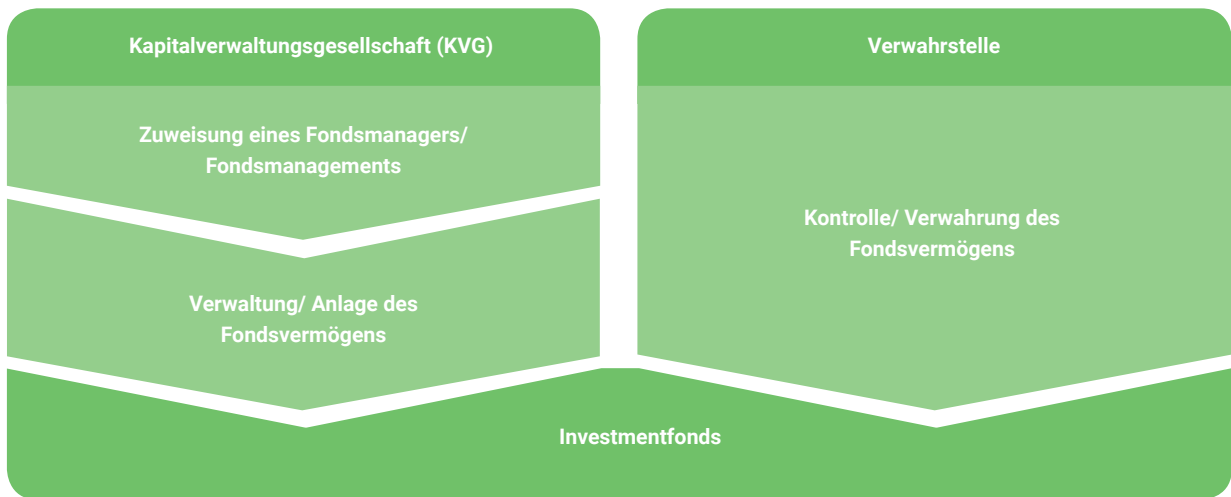 Kapitalverwaltungsgesellschaft (KVG)
Zuweisung eines Fondsmanagers/
Fondsmanagements
Verwaltung/ Anlage des
Fondsvermögens
Verwahrstelle
Kontrolle/ Verwahrung des
Fondsvermögens
Investmentfonds